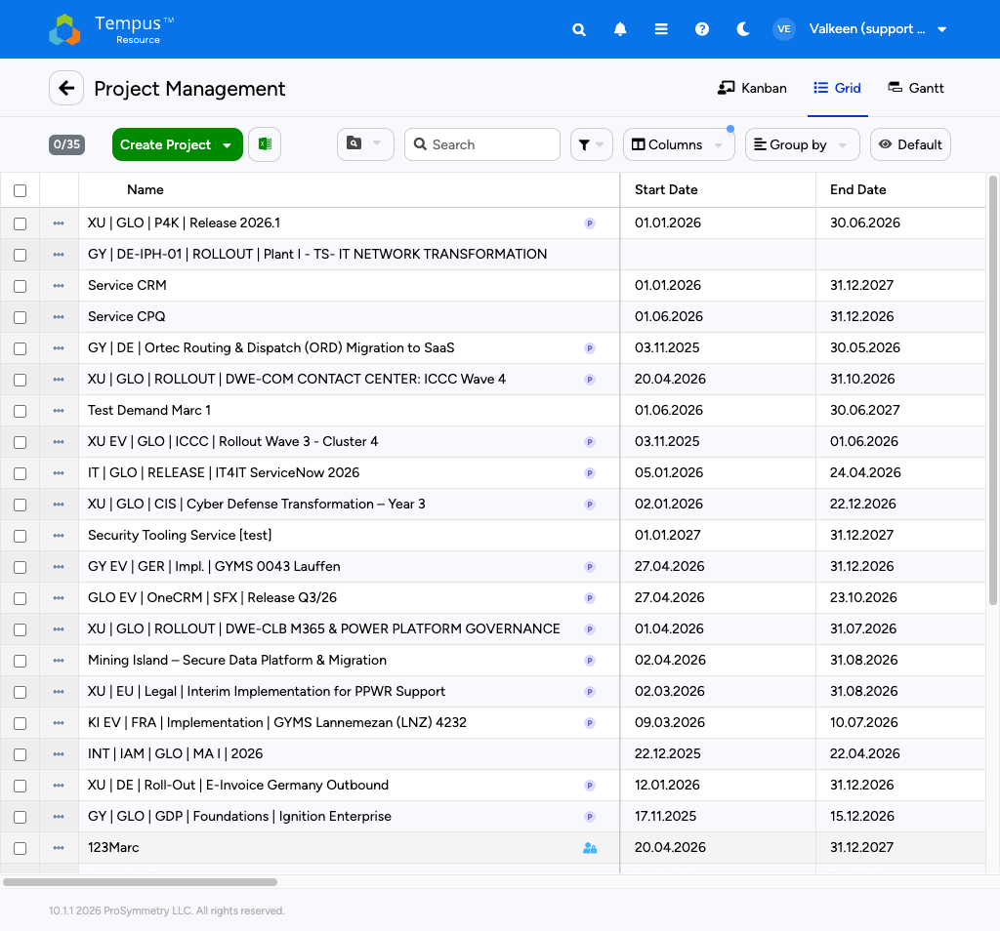 Tempus™
Resource
VE
Valkeen (support ...
Project Management
Kanban
Grid
Gantt
0/35
Create Project
Search
Columns
Group by
Default
Name Start Date End Date
XU | GLO | P4K | Release 2026.1 P 01.01.2026 30.06.2026
GY | DE-IPH-01 | ROLLOUT | Plant I - TS- IT NETWORK TRANSFORMATION
Service CRM 01.01.2026 31.12.2027
Service CPQ 01.06.2026 31.12.2026
GY | DE | Ortec Routing & Dispatch (ORD) Migration to SaaS P 03.11.2025 30.05.2026
XU | GLO | ROLLOUT | DWE-COM CONTACT CENTER: ICCC Wave 4 P 20.04.2026 31.10.2026
Test Demand Marc 1 01.06.2026 30.06.2027
XU EV | GLO | ICCC | Rollout Wave 3 - Cluster 4 P 03.11.2025 01.06.2026
IT | GLO | RELEASE | IT4IT ServiceNow 2026 P 05.01.2026 24.04.2026
XU | GLO | CIS | Cyber Defense Transformation – Year 3 P 02.01.2026 22.12.2026
Security Tooling Service [test] 01.01.2027 31.12.2027
GY EV | GER | Impl. | GYMS 0043 Lauffen P 27.04.2026 31.12.2026
GLO EV | OneCRM | SFX | Release Q3/26 P 27.04.2026 23.10.2026
XU | GLO | ROLLOUT | DWE-CLB M365 & POWER PLATFORM GOVERNANCE P 01.04.2026 31.07.2026
Mining Island – Secure Data Platform & Migration P 02.04.2026 31.08.2026
XU | EU | Legal | Interim Implementation for PPWR Support P 02.03.2026 31.08.2026
KI EV | FRA | Implementation | GYMS Lannemezan (LNZ) 4232 P 09.03.2026 10.07.2026
INT | IAM | GLO | MA I | 2026 22.12.2025 22.04.2026
XU | DE | Roll-Out | E-Invoice Germany Outbound P 12.01.2026 31.12.2026
GY | GLO | GDP | Foundations | Ignition Enterprise P 17.11.2025 15.12.2026
123Marc 20.04.2026 31.12.2027
10.1.1 2026 ProSymmetry LLC. All rights reserved.